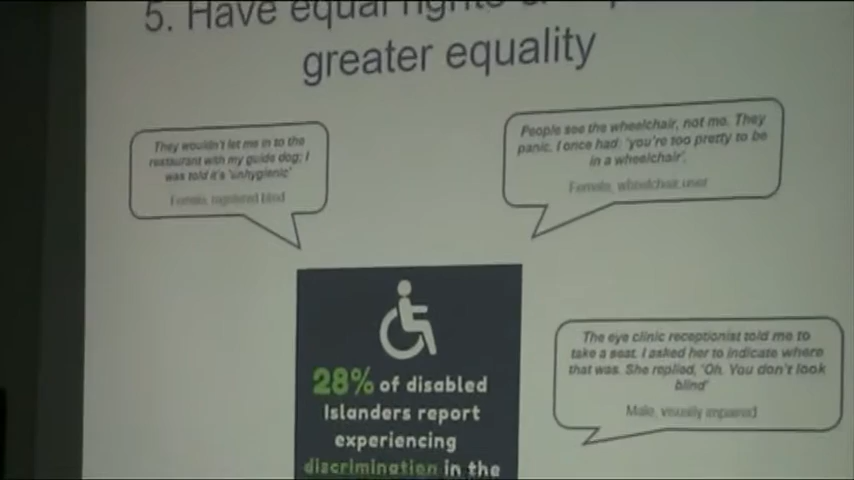 5. Have equal rights
greater equality
They wouldn't let me in to the
restaurant with my guide dog; I
was told it's 'unhygienic'
Female, registered blind
People see the wheelchair, not me. They
panic. I once had: 'you're too pretty to be
in a wheelchair'.
Female, wheelchair user
28% of disabled
Islanders report
experiencing
discrimination in the
The eye clinic receptionist told me to
take a seat. I asked her to indicate where
that was. She replied, 'Oh. You don't look
blind'
Male, visually impaired